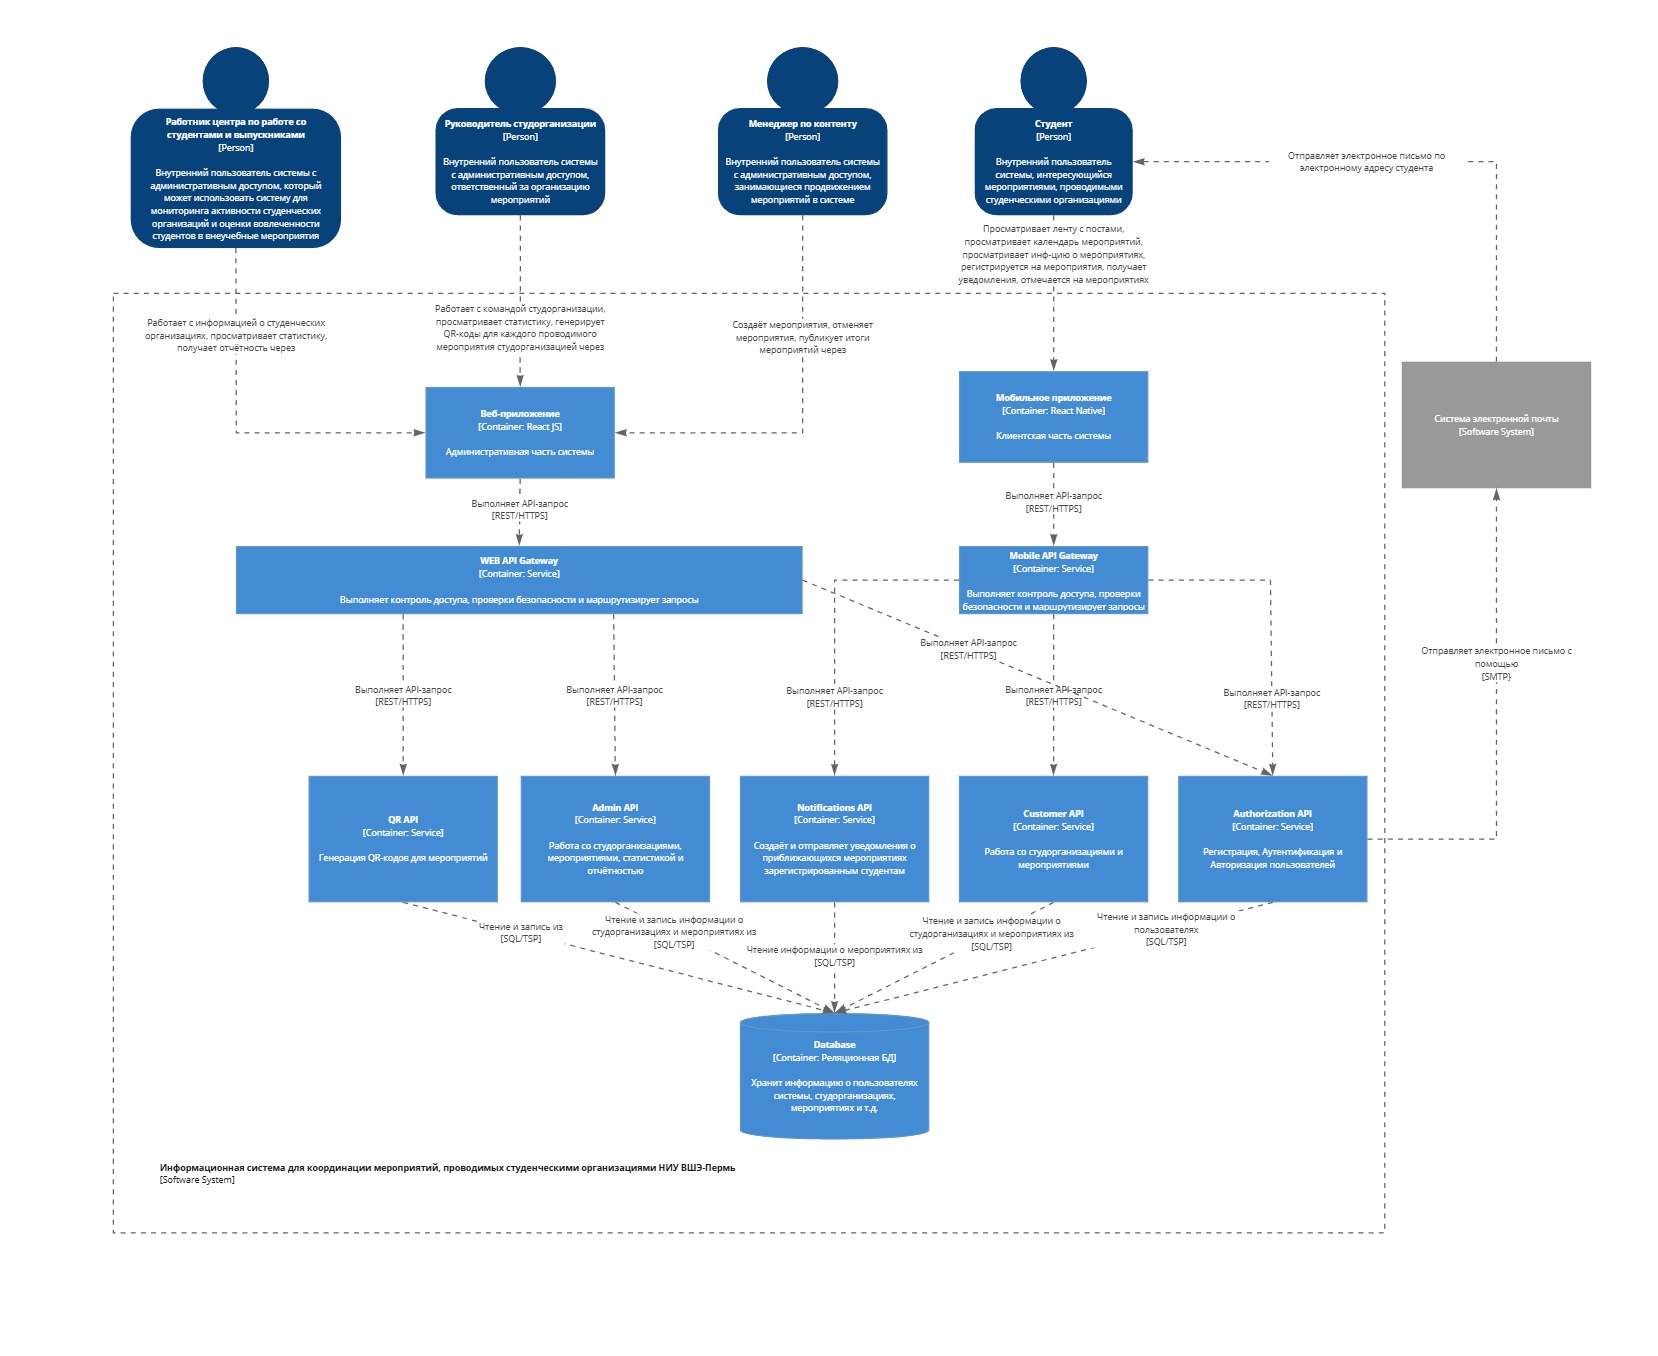 Работник центра по работе со
студентами и выпускниками
[Person]
Внутренний пользователь системы с
административным доступом, который
может использовать систему для
мониторинга активности студенческих
организаций и оценки вовлеченности
студентов в внеучебные мероприятия
Руководитель студорганизации
[Person]
Внутренний пользователь системы
с административным доступом,
ответственный за организацию
мероприятий
Менеджер по контенту
[Person]
Внутренний пользователь системы
с административным доступом,
занимающиеся продвижением
мероприятий в системе
Студент
[Person]
Внутренний пользователь
системы, интересующийся
мероприятиями, проводимыми
студенческими организациями
Отправляет электронное письмо по
электронному адресу студента
Просматривает ленту с постами,
просматривает календарь мероприятий,
просматривает инф-цию о мероприятиях,
регистрируется на мероприятия, получает
уведомления, отмечается на мероприятиях
Работает с информацией о студенческих
организациях, просматривает статистику,
получает отчётность через
Работает с командой студорганизации,
просматривает статистику, генерирует
QR-коды для каждого проводимого
мероприятия студорганизацией через
Создаёт мероприятия, отменяет
мероприятия, публикует итоги
мероприятий через
Веб-приложение
[Container: React JS]
Административная часть системы
Мобильное приложение
[Container: React Native]
Клиентская часть системы
Система электронной почты
[Software System]
Выполняет API-запрос
[REST/HTTPS]
Выполняет API-запрос
[REST/HTTPS]
WEB API Gateway
[Container: Service]
Выполняет контроль доступа, проверки безопасности и маршрутизирует запросы
Mobile API Gateway
[Container: Service]
Выполняет контроль доступа, проверки
безопасности и маршрутизирует запросы
Выполняет API-запрос
[REST/HTTPS]
Отправляет электронное письмо с
помощью
[SMTP}
Выполняет API-запрос
[REST/HTTPS]
Выполняет API-запрос
[REST/HTTPS]
Выполняет API-запрос
[REST/HTTPS]
Выполняет API-запрос
[REST/HTTPS]
Выполняет API-запрос
[REST/HTTPS]
QR API
[Container: Service]
Генерация QR-кодов для мероприятий
Admin API
[Container: Service]
Работа со студорганизациями,
мероприятиями, статистикой и
отчётностью
Notifications API
[Container: Service]
Создаёт и отправляет уведомления о
приближающихся мероприятиях
зарегистрированным студентам
Customer API
[Container: Service]
Работа со студорганизациями и
мероприятиями
Authorization API
[Container: Service]
Регистрация, Аутентификация и
Авторизация пользователей
Чтение и запись из
[SQL/TSP]
Чтение и запись информации о
студорганизациях и мероприятиях из
[SQL/TSP]
Чтение информации о мероприятиях из
[SQL/TSP]
Чтение и запись информации о
студорганизациях и мероприятиях из
[SQL/TSP]
Чтение и запись информации о
пользователях
[SQL/TSP]
Database
[Container: Реляционная БД]
Хранит информацию о пользователях
системы, студорганизациях,
мероприятиях и т.д.
Информационная система для координации мероприятий, проводимых студенческими организациями НИУ ВШЭ-Пермь
[Software System]